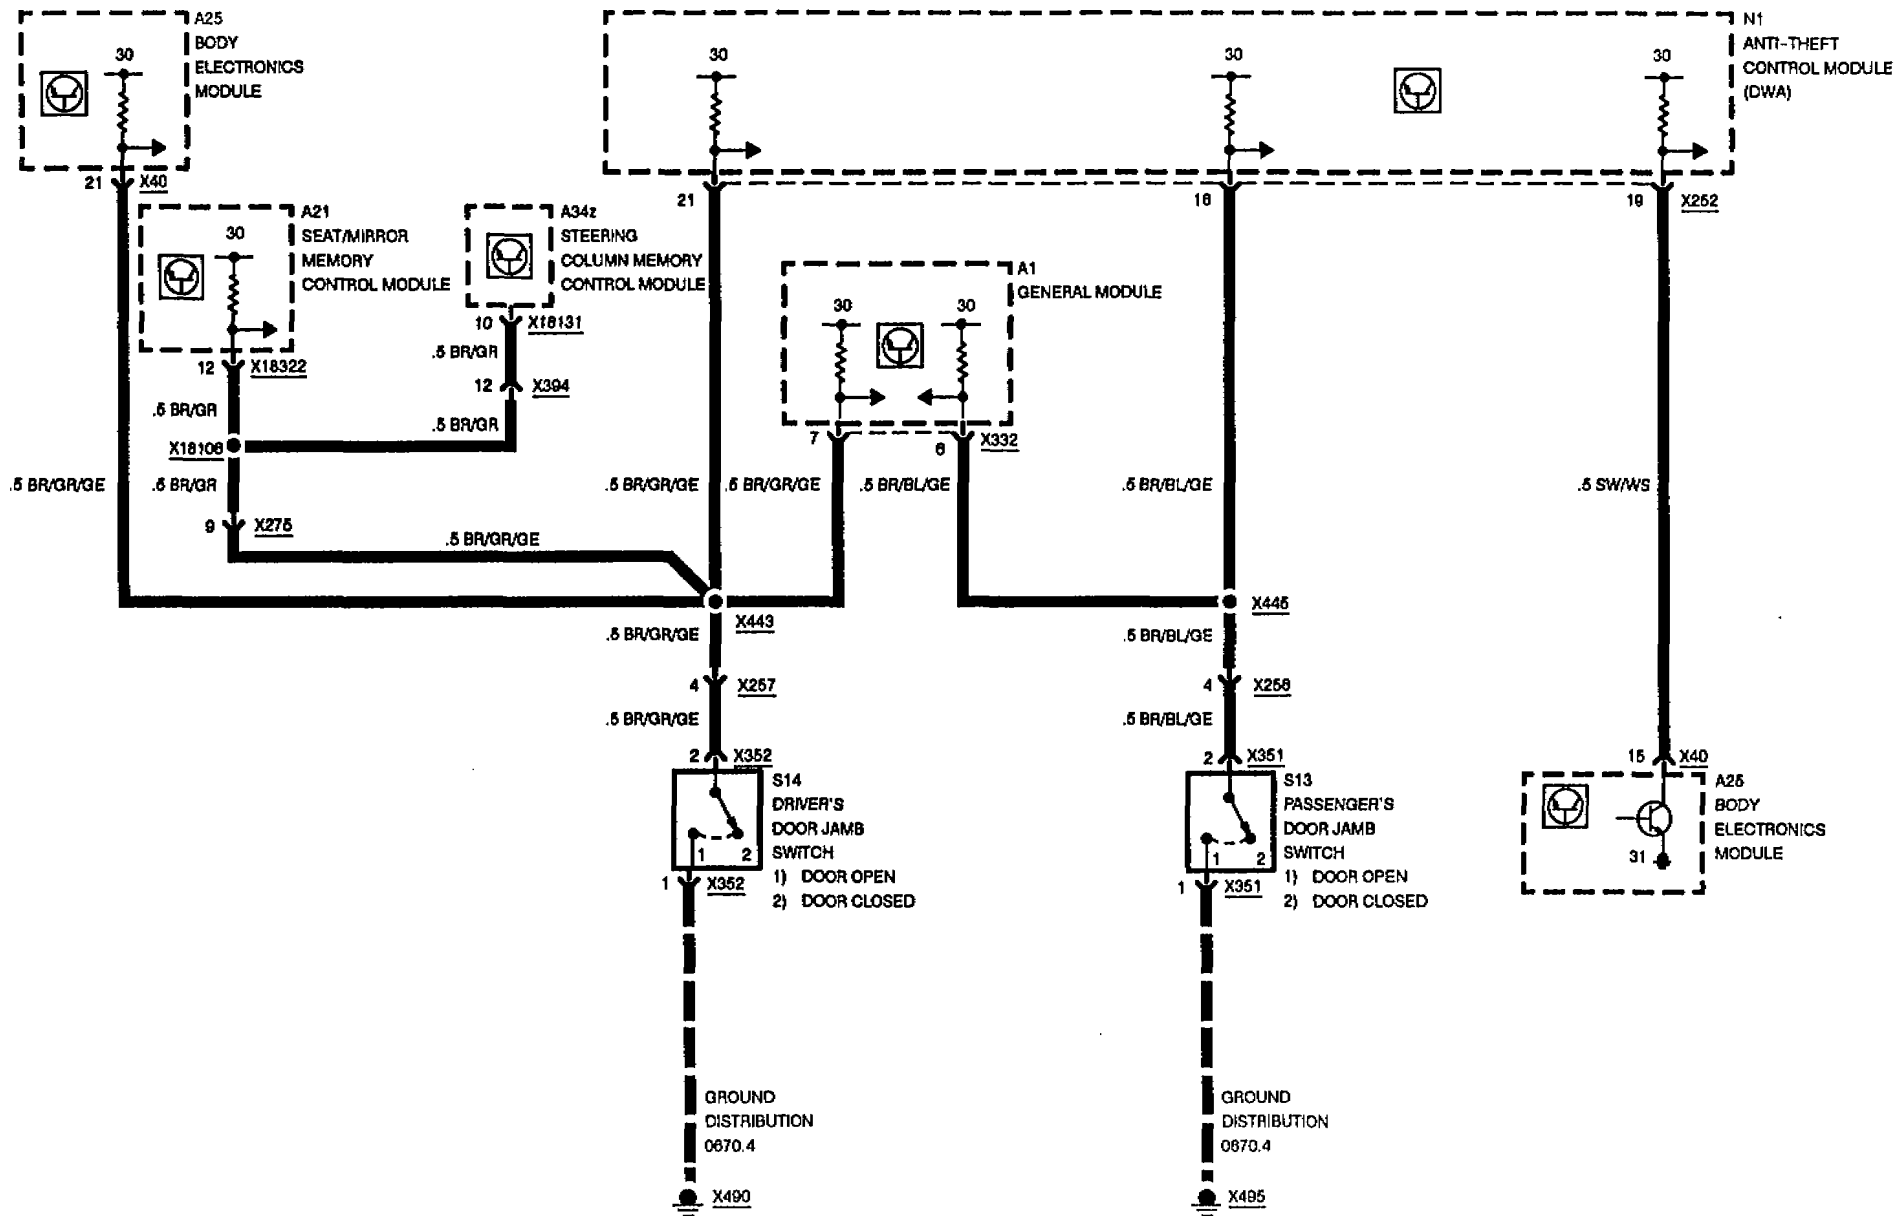 A25
BODY
ELECTRONICS
MODULE
30
21
X40
N1
ANTI-THEFT
CONTROL MODULE
(DWA)
30
30
30
21
18
19
X252
A21
SEAT/MIRROR
MEMORY
CONTROL MODULE
30
12
X18322
A34z
STEERING
COLUMN MEMORY
CONTROL MODULE
10
X18131
.5 BR/GR
12
X394
.5 BR/GR
.5 BR/GR
X18106
A1
GENERAL MODULE
30
30
7
6
X332
.5 BR/GR/GE
.5 BR/GR
.5 BR/GR/GE
.5 BR/GR/GE
.5 BR/BL/GE
.5 BR/BL/GE
.5 SW/WS
9
X275
.5 BR/GR/GE
X443
X445
.5 BR/GR/GE
.5 BR/BL/GE
4
X257
4
X258
.5 BR/GR/GE
.5 BR/BL/GE
2
X352
S14
DRIVER'S
DOOR JAMB
SWITCH
1) DOOR OPEN
2) DOOR CLOSED
1
2
1
X352
2
X351
S13
PASSENGER'S
DOOR JAMB
SWITCH
1) DOOR OPEN
2) DOOR CLOSED
1
2
1
X351
15
X40
A25
BODY
ELECTRONICS
MODULE
31
GROUND
DISTRIBUTION
0670.4
X490
GROUND
DISTRIBUTION
0670.4
X495